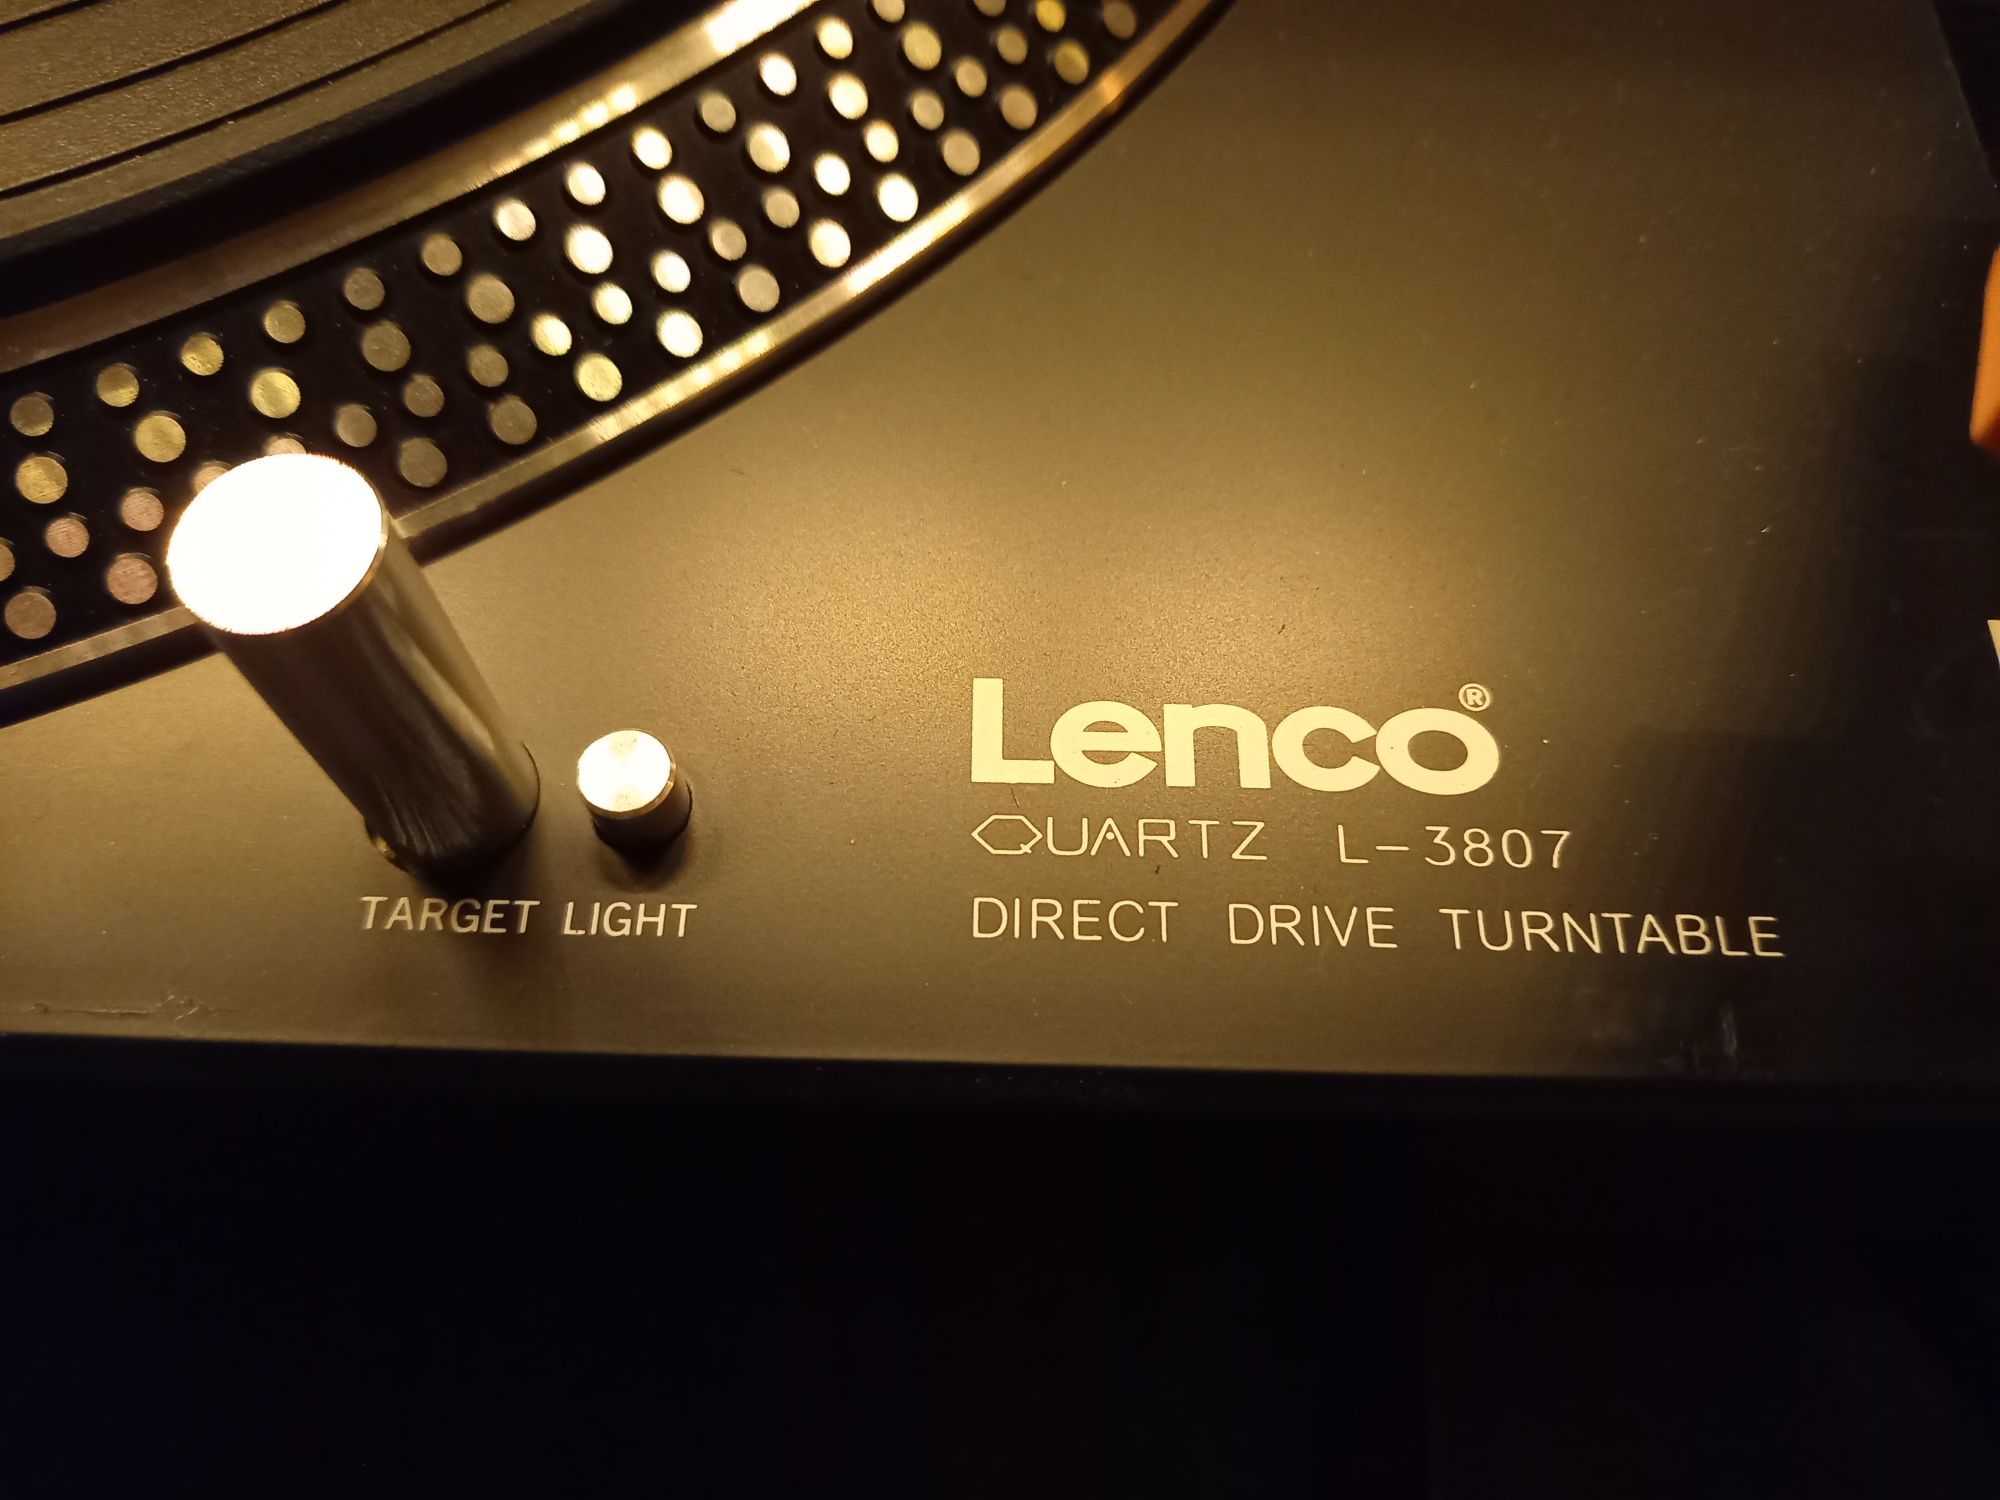 Lenco®
QUARTZ L-3807
TARGET LIGHT
DIRECT DRIVE TURNTABLE